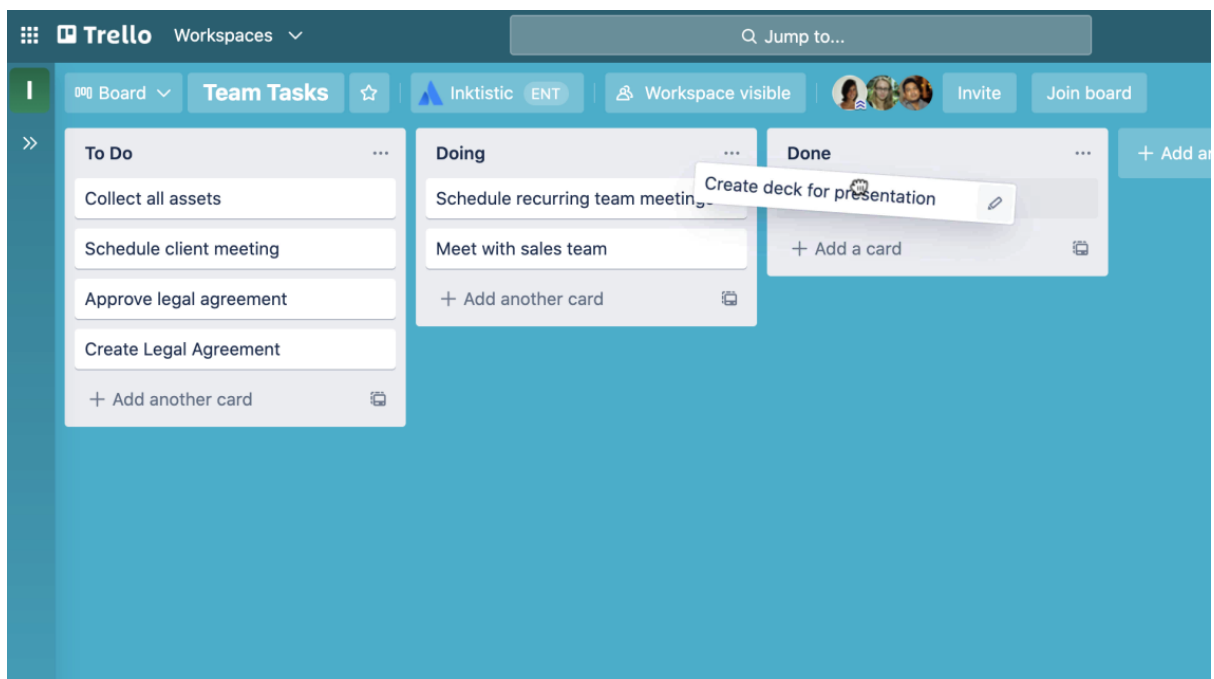 Trello Workspaces Jump to...
I
Board Team Tasks Inktistic ENT Workspace visible Invite Join board
To Do
Collect all assets
Schedule client meeting
Approve legal agreement
Create Legal Agreement
+ Add another card
Doing
Schedule recurring team meetings
Meet with sales team
+ Add another card
Done
Create deck for presentation
+ Add a card
+ Add